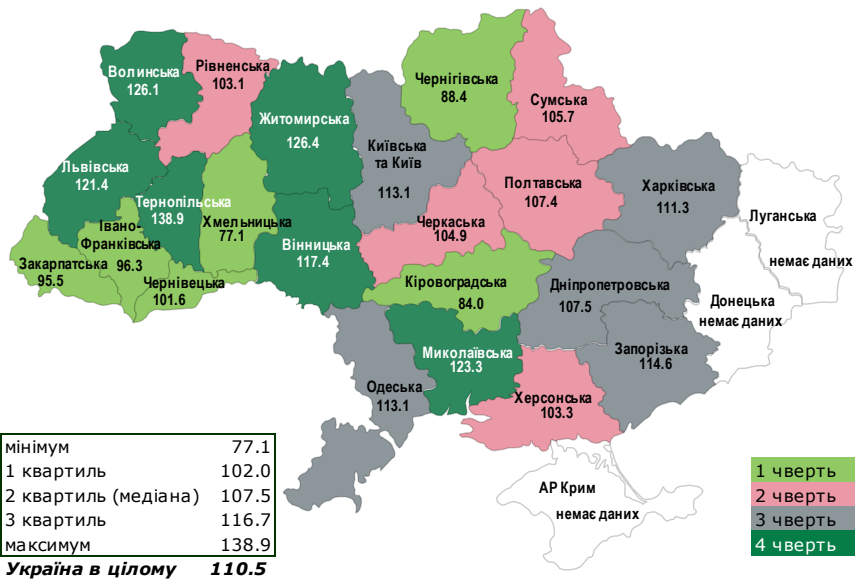 Волинська
126.1
Рівненська
103.1
Житомирська
126.4
Київська
та Київ
113.1
Чернігівська
88.4
Сумська
105.7
Львівська
121.4
Тернопільська
138.9
Хмельницька
77.1
Вінницька
117.4
Черкаська
104.9
Полтавська
107.4
Харківська
111.3
Луганська
немає даних
Івано-
Франківська
96.3
Закарпатська
95.5
Чернівецька
101.6
Кіровоградська
84.0
Дніпропетровська
107.5
Донецька
немає даних
Миколаївська
123.3
Запорізька
114.6
Одеська
113.1
Херсонська
103.3
АР Крим
немає даних
мінімум 77.1
1 квартиль 102.0
2 квартиль (медіана) 107.5
3 квартиль 116.7
максимум 138.9
Україна в цілому 110.5
1 чверть
2 чверть
3 чверть
4 чверть